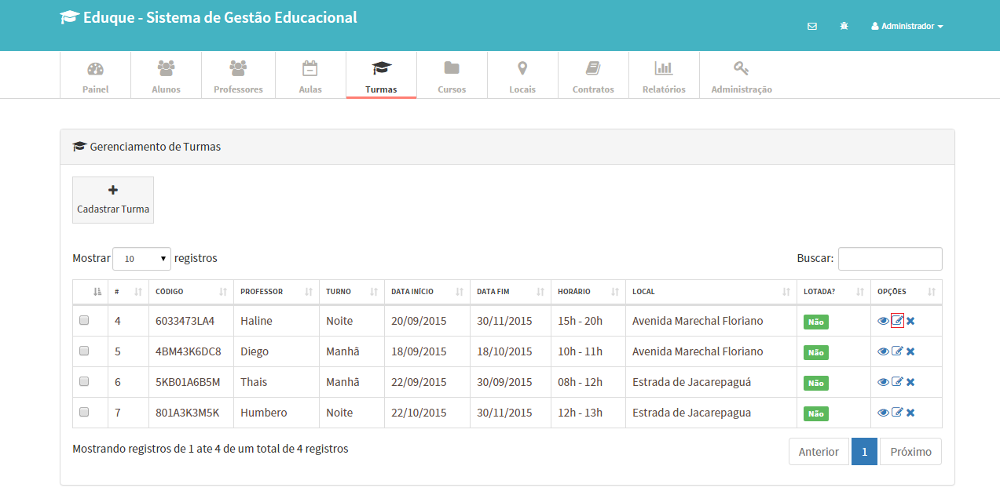 Eduque - Sistema de Gestão Educacional
Administrador
Painel Alunos Professores Aulas Turmas Cursos Locais Contratos Relatórios Administração
Gerenciamento de Turmas
Cadastrar Turma
Mostrar 10 registros Buscar:
# CÓDIGO PROFESSOR TURNO DATA INÍCIO DATA FIM HORÁRIO LOCAL LOTADA? OPÇÕES
4 6033473LA4 Haline Noite 20/09/2015 30/11/2015 15h - 20h Avenida Marechal Floriano Não
5 4BM43K6DC8 Diego Manhã 18/09/2015 18/10/2015 10h - 11h Avenida Marechal Floriano Não
6 5KB01A6B5M Thais Manhã 22/09/2015 30/09/2015 08h - 12h Estrada de Jacarepaguá Não
7 801A3K3M5K Humbero Noite 22/10/2015 30/11/2015 12h - 13h Estrada de Jacarepagua Não
Mostrando registros de 1 ate 4 de um total de 4 registros
Anterior 1 Próximo